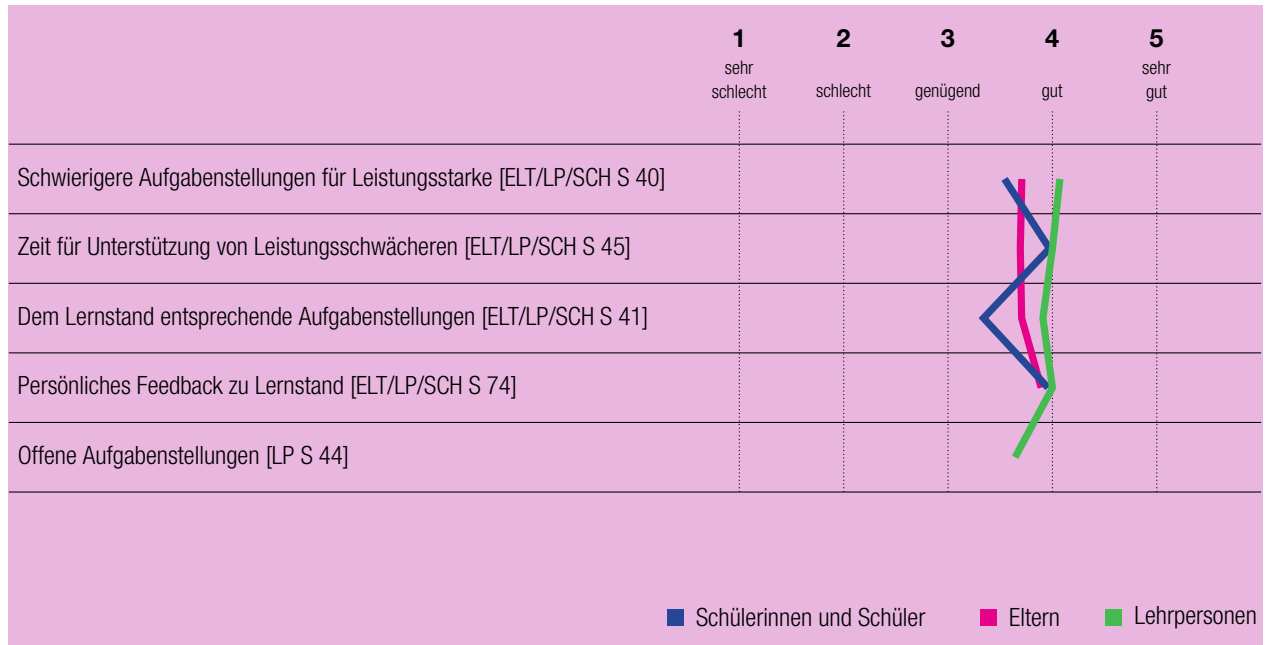 1 2 3 4 5
sehr schlecht schlecht genügend gut sehr gut
Schwierigere Aufgabenstellungen für Leistungsstarke [ELT/LP/SCH S 40]
Zeit für Unterstützung von Leistungsschwächeren [ELT/LP/SCH S 45]
Dem Lernstand entsprechende Aufgabenstellungen [ELT/LP/SCH S 41]
Persönliches Feedback zu Lernstand [ELT/LP/SCH S 74]
Offene Aufgabenstellungen [LP S 44]
Schülerinnen und Schüler Eltern Lehrpersonen